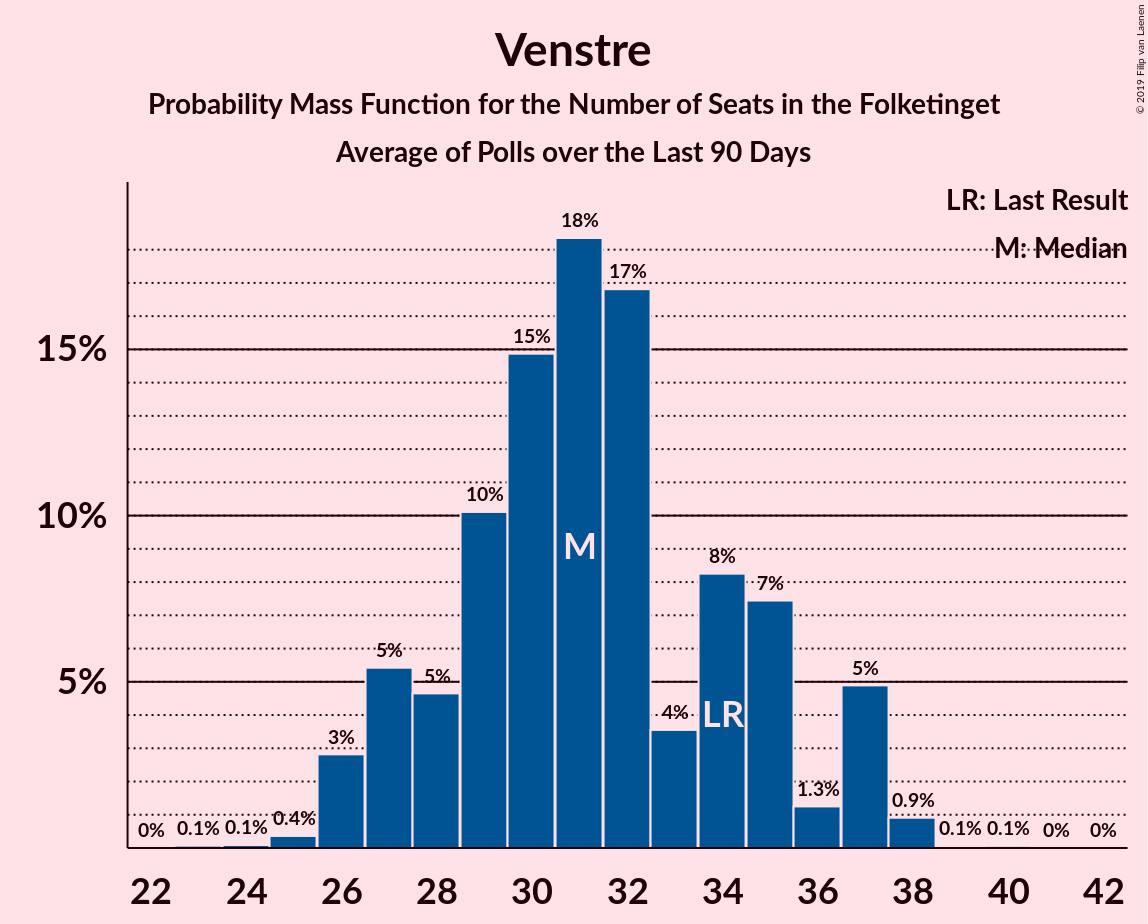 Venstre
Probability Mass Function for the Number of Seats in the Folketinget
Average of Polls over the Last 90 Days
© 2019 Filip van Laenen
LR: Last Result
M: Median
15%
10%
5%
0%
0.1%
0.1%
0.4%
3%
5%
5%
10%
15%
18%
17%
4%
8%
7%
1.3%
5%
0.9%
0.1%
0.1%
0%
0%
M
LR
22 24 26 28 30 32 34 36 38 40 42